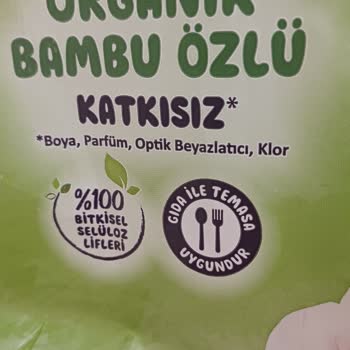 ORGANİK
BAMBU ÖZLÜ
KATKISIZ*
*Boya, Parfüm, Optik Beyazlatıcı, Klor
%100
BİTKİSEL
SELÜLOZ
LİFLERİ
GIDA İLE TEMASA
UYGUNDUR